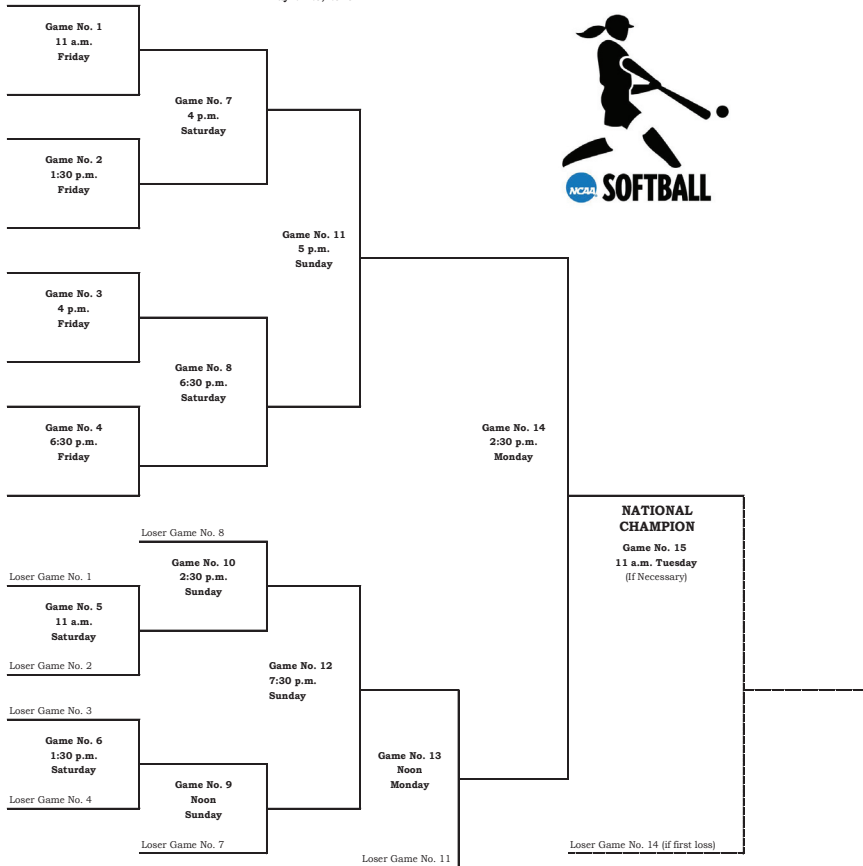 Game No. 1
11 a.m.
Friday
Game No. 7
4 p.m.
Saturday
Game No. 2
1:30 p.m.
Friday
NCAA SOFTBALL
Game No. 11
5 p.m.
Sunday
Game No. 3
4 p.m.
Friday
Game No. 8
6:30 p.m.
Saturday
Game No. 4
6:30 p.m.
Friday
Game No. 14
2:30 p.m.
Monday
NATIONAL
CHAMPION
Game No. 15
11 a.m. Tuesday
(If Necessary)
Loser Game No. 8
Game No. 10
2:30 p.m.
Sunday
Loser Game No. 1
Game No. 5
11 a.m.
Saturday
Loser Game No. 2
Game No. 12
7:30 p.m.
Sunday
Loser Game No. 3
Game No. 6
1:30 p.m.
Saturday
Loser Game No. 4
Game No. 9
Noon
Sunday
Loser Game No. 7
Game No. 13
Noon
Monday
Loser Game No. 11
Loser Game No. 14 (if first loss)